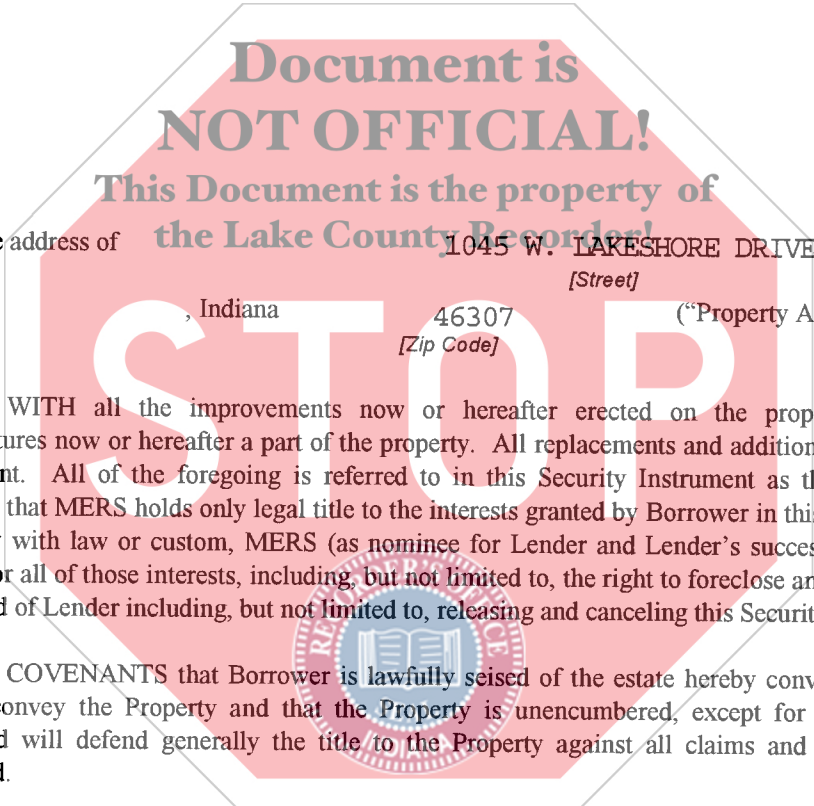 Document is
NOT OFFICIAL!
This Document is the property of
the Lake County Recorder!
address of 1045 W. LAKESHORE DRIVE
[Street]
, Indiana 46307 ("Property A
[Zip Code]
STOP
WITH all the improvements now or hereafter erected on the prop
tures now or hereafter a part of the property. All replacements and addition
nt. All of the foregoing is referred to in this Security Instrument as th
that MERS holds only legal title to the interests granted by Borrower in this
with law or custom, MERS (as nominee for Lender and Lender's succes
r all of those interests, including, but not limited to, the right to foreclose an
d of Lender including, but not limited to, releasing and canceling this Securit
RECORDER'S OFFICE
COVENANTS that Borrower is lawfully seised of the estate hereby conv
convey the Property and that the Property is unencumbered, except for
d will defend generally the title to the Property against all claims and
d.
INDIANA